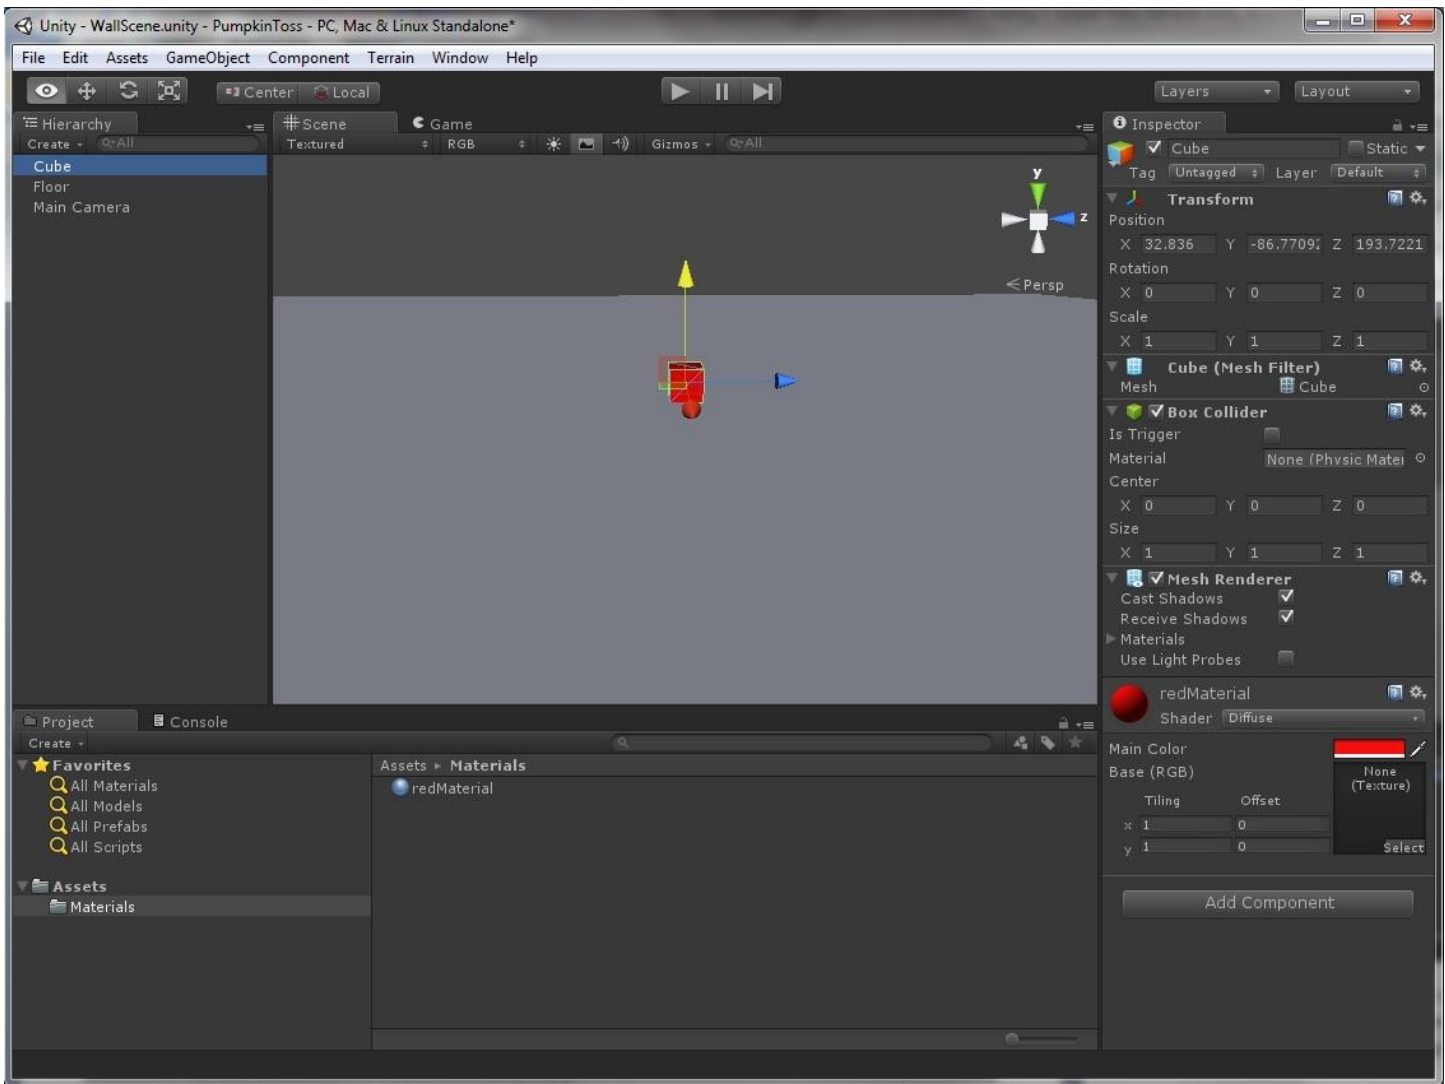 Unity - WallScene.unity - PumpkinToss - PC, Mac & Linux Standalone*
File Edit Assets GameObject Component Terrain Window Help
Center Local Layers Layout
Hierarchy
Create All
Cube
Floor
Main Camera
Scene Game
Textured RGB Gizmos All
y
z
Persp
Inspector
Cube Static
Tag Untagged Layer Default
Transform
Position
X 32.836 Y -86.7709 Z 193.7221
Rotation
X 0 Y 0 Z 0
Scale
X 1 Y 1 Z 1
Cube (Mesh Filter)
Mesh Cube
Box Collider
Is Trigger
Material None (Physic Mater
Center
X 0 Y 0 Z 0
Size
X 1 Y 1 Z 1
Mesh Renderer
Cast Shadows
Receive Shadows
Materials
Use Light Probes
redMaterial
Shader Diffuse
Main Color
Base (RGB) None
(Texture)
Tiling Offset
x 1 0
y 1 0 Select
Add Component
Project Console
Create
Favorites
All Materials
All Models
All Prefabs
All Scripts
Assets
Materials
Assets ▸ Materials
redMaterial